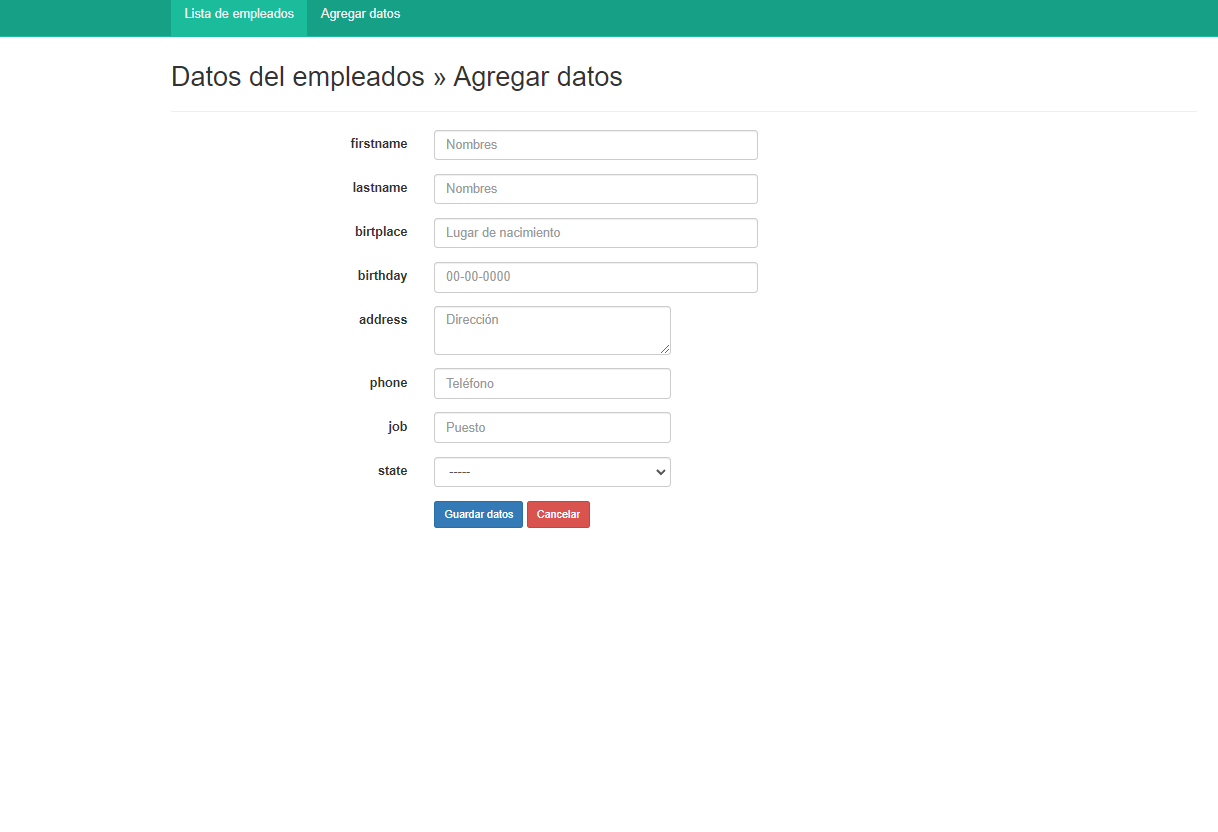 Lista de empleados Agregar datos
Datos del empleados » Agregar datos
firstname Nombres
lastname Nombres
birtplace Lugar de nacimiento
birthday 00-00-0000
address Dirección
phone Teléfono
job Puesto
state -----
Guardar datos Cancelar